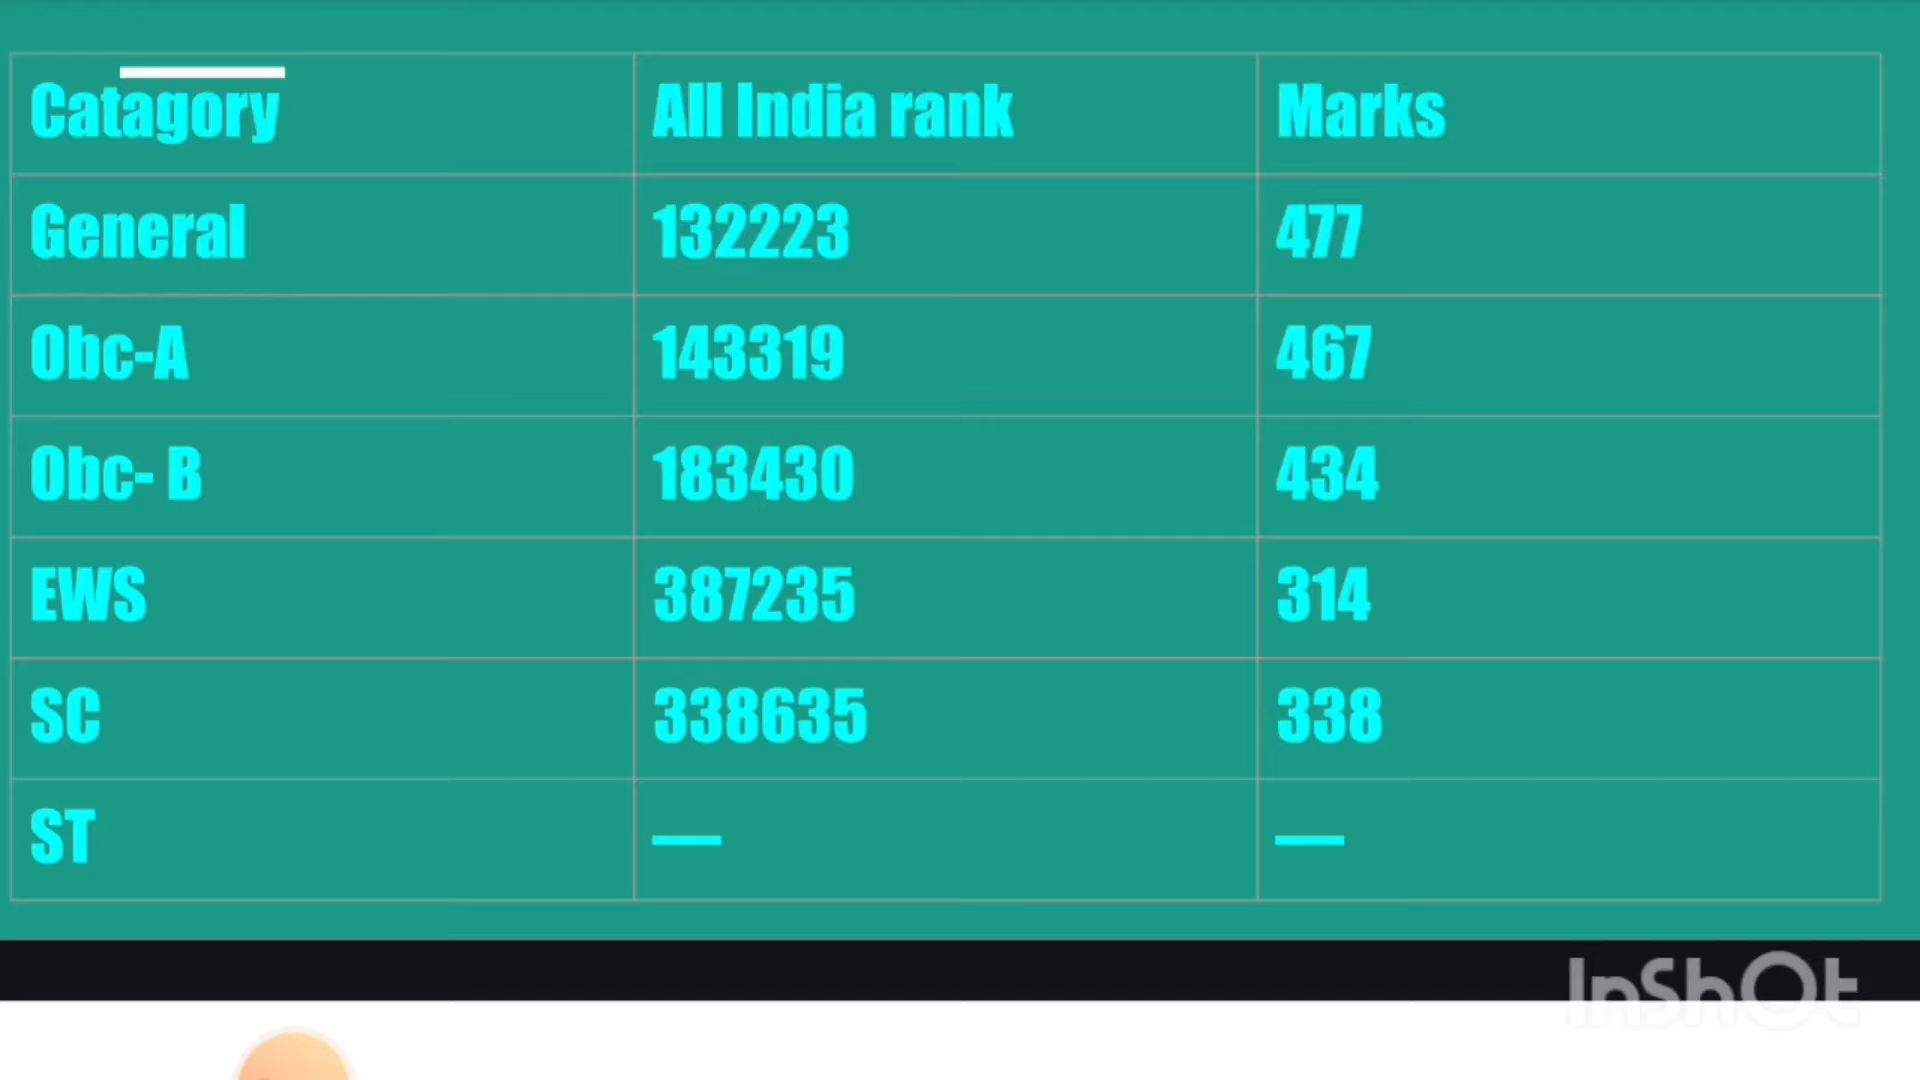 Catagory All India rank Marks
General 132223 477
Obc-A 143319 467
Obc- B 183430 434
EWS 387235 314
SC 338635 338
ST — —
InShOt